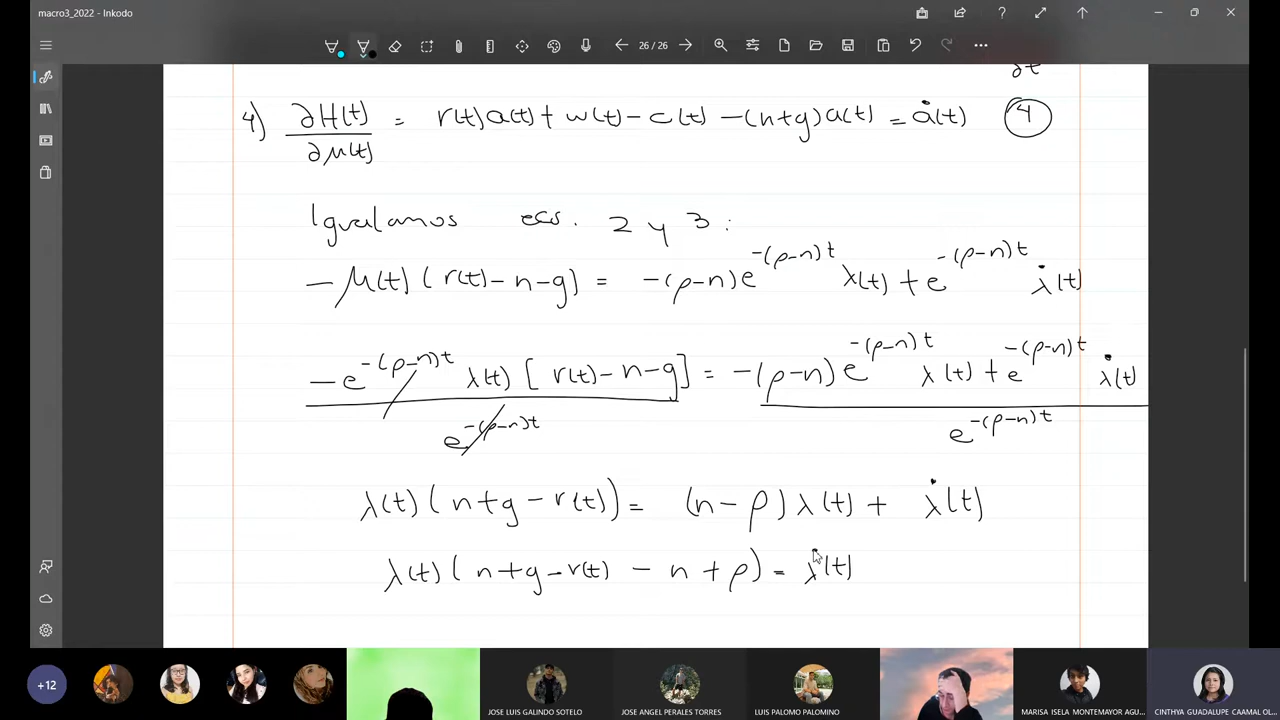 macro3_2022 - Inkodo
26 / 26
∂t
4) ∂H(t)/∂μ(t) = r(t)a(t) + w(t) - c(t) - (n+g)a(t) = ȧ(t) (4)
Igualamos ecs. 2 y 3:
-μ(t)(r(t)-n-g] = -(ρ-n)e^{-(ρ-n)t} λ(t) + e^{-(ρ-n)t} λ̇(t)
-e^{-(ρ-n)t} λ(t) [r(t)-n-g] = -(ρ-n)e^{-(ρ-n)t} λ(t) + e^{-(ρ-n)t} λ̇(t)
e^{-(ρ-n)t} e^{-(ρ-n)t}
λ(t)(n+g-r(t)) = (n-ρ)λ(t) + λ̇(t)
λ(t)(n+g-r(t) - n+ρ) = λ̇(t)
+12
JOSE LUIS GALINDO SOTELO
JOSE ANGEL PERALES TORRES
LUIS PALOMO PALOMINO
MARISA ISELA MONTEMAYOR AGU...
CINTHYA GUADALUPE CAAMAL OL...